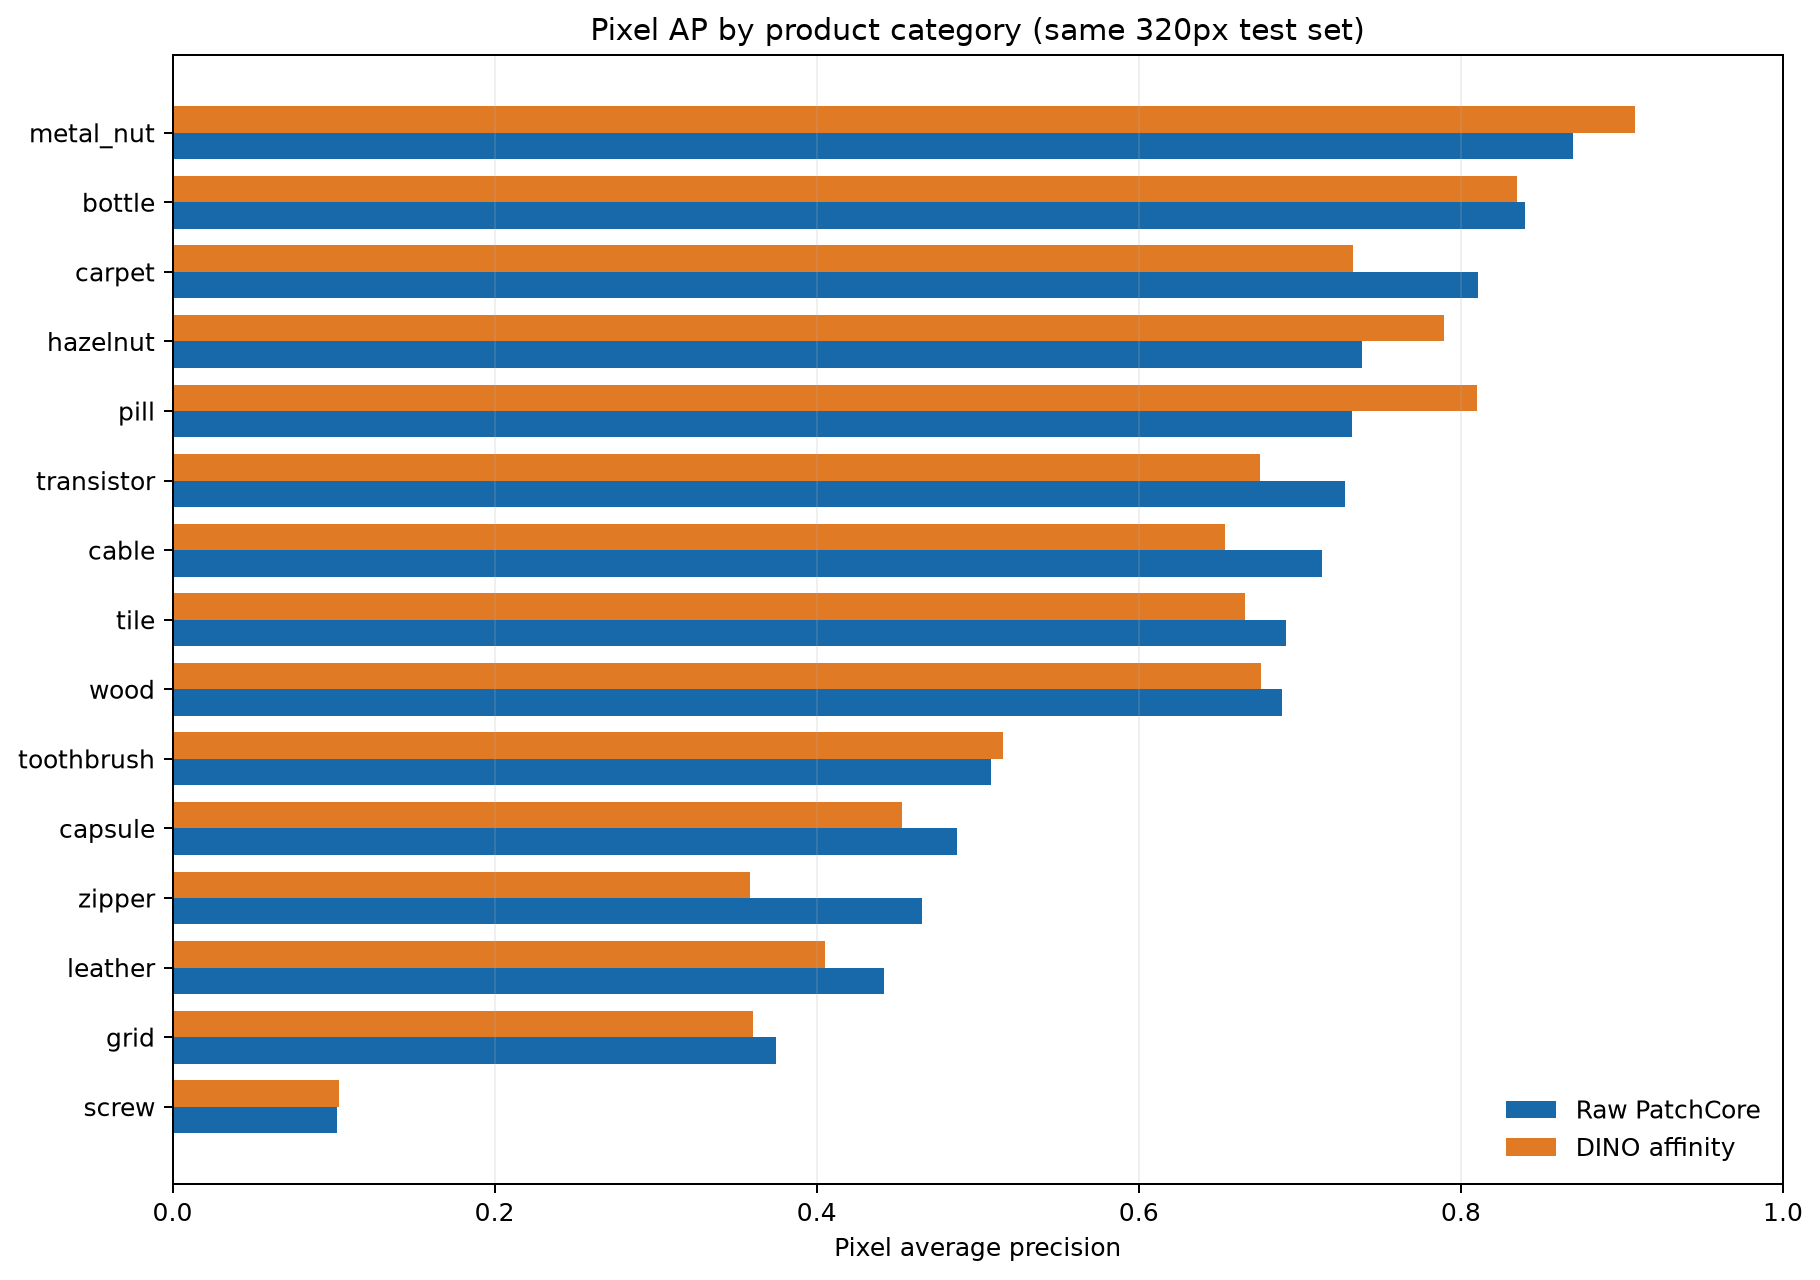 Pixel AP by product category (same 320px test set)
metal_nut
bottle
carpet
hazelnut
pill
transistor
cable
tile
wood
toothbrush
capsule
zipper
leather
grid
screw
Raw PatchCore
DINO affinity
0.0 0.2 0.4 0.6 0.8 1.0
Pixel average precision